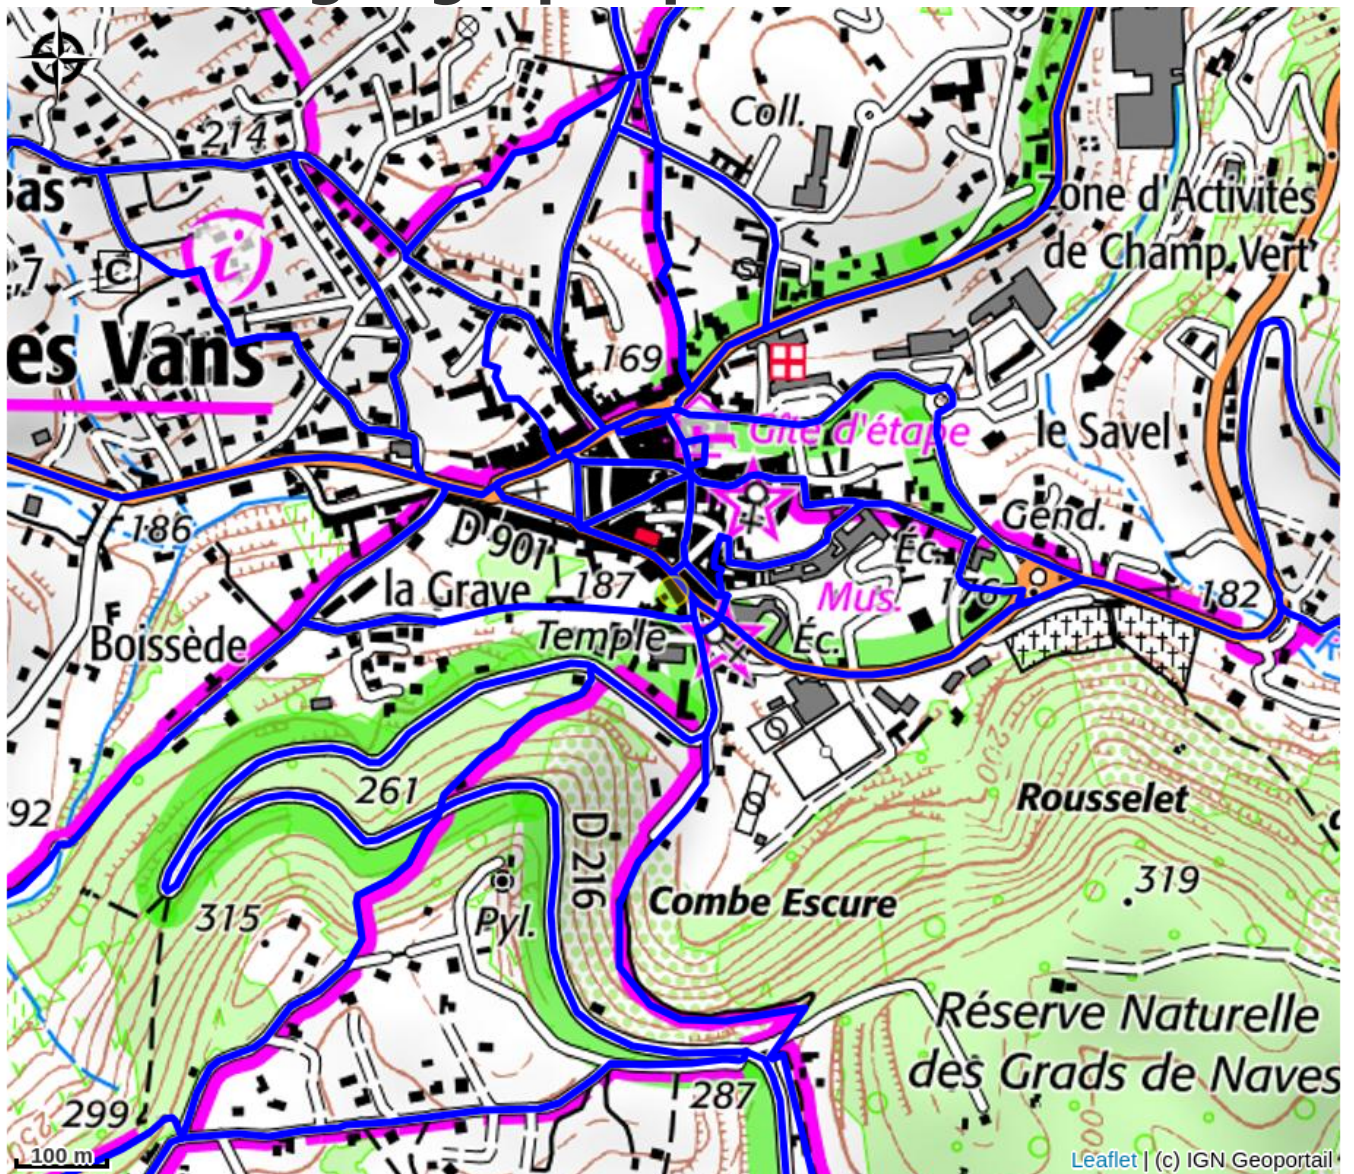 Coll.
214
Bas
Zone d'Activités
de Champ Vert
C
,7
es Vans
169
Gîte d'étape
le Savel
186
D 901
Gend.
Éc.
la Grave
187
Mus.
176
182
Boissède
Temple
Éc.
261
92
D 216
Rousselet
319
315
Pyl.
Combe Escure
Réserve Naturelle
des Grads de Naves
287
299
100 m
Leaflet | (c) IGN Geoportail